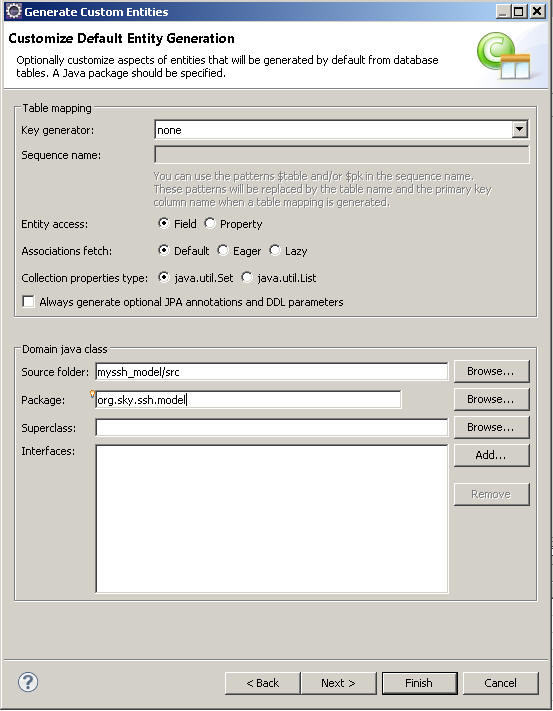 Generate Custom Entities
Customize Default Entity Generation
Optionally customize aspects of entities that will be generated by default from database
tables. A Java package should be specified.
Table mapping
Key generator: none
Sequence name:
You can use the patterns $table and/or $pk in the sequence name.
These patterns will be replaced by the table name and the primary key
column name when a table mapping is generated.
Entity access: Field Property
Associations fetch: Default Eager Lazy
Collection properties type: java.util.Set java.util.List
Always generate optional JPA annotations and DDL parameters
Domain java class
Source folder: myssh_model/src Browse...
Package: org.sky.ssh.model Browse...
Superclass: Browse...
Interfaces: Add...
Remove
? < Back Next > Finish Cancel